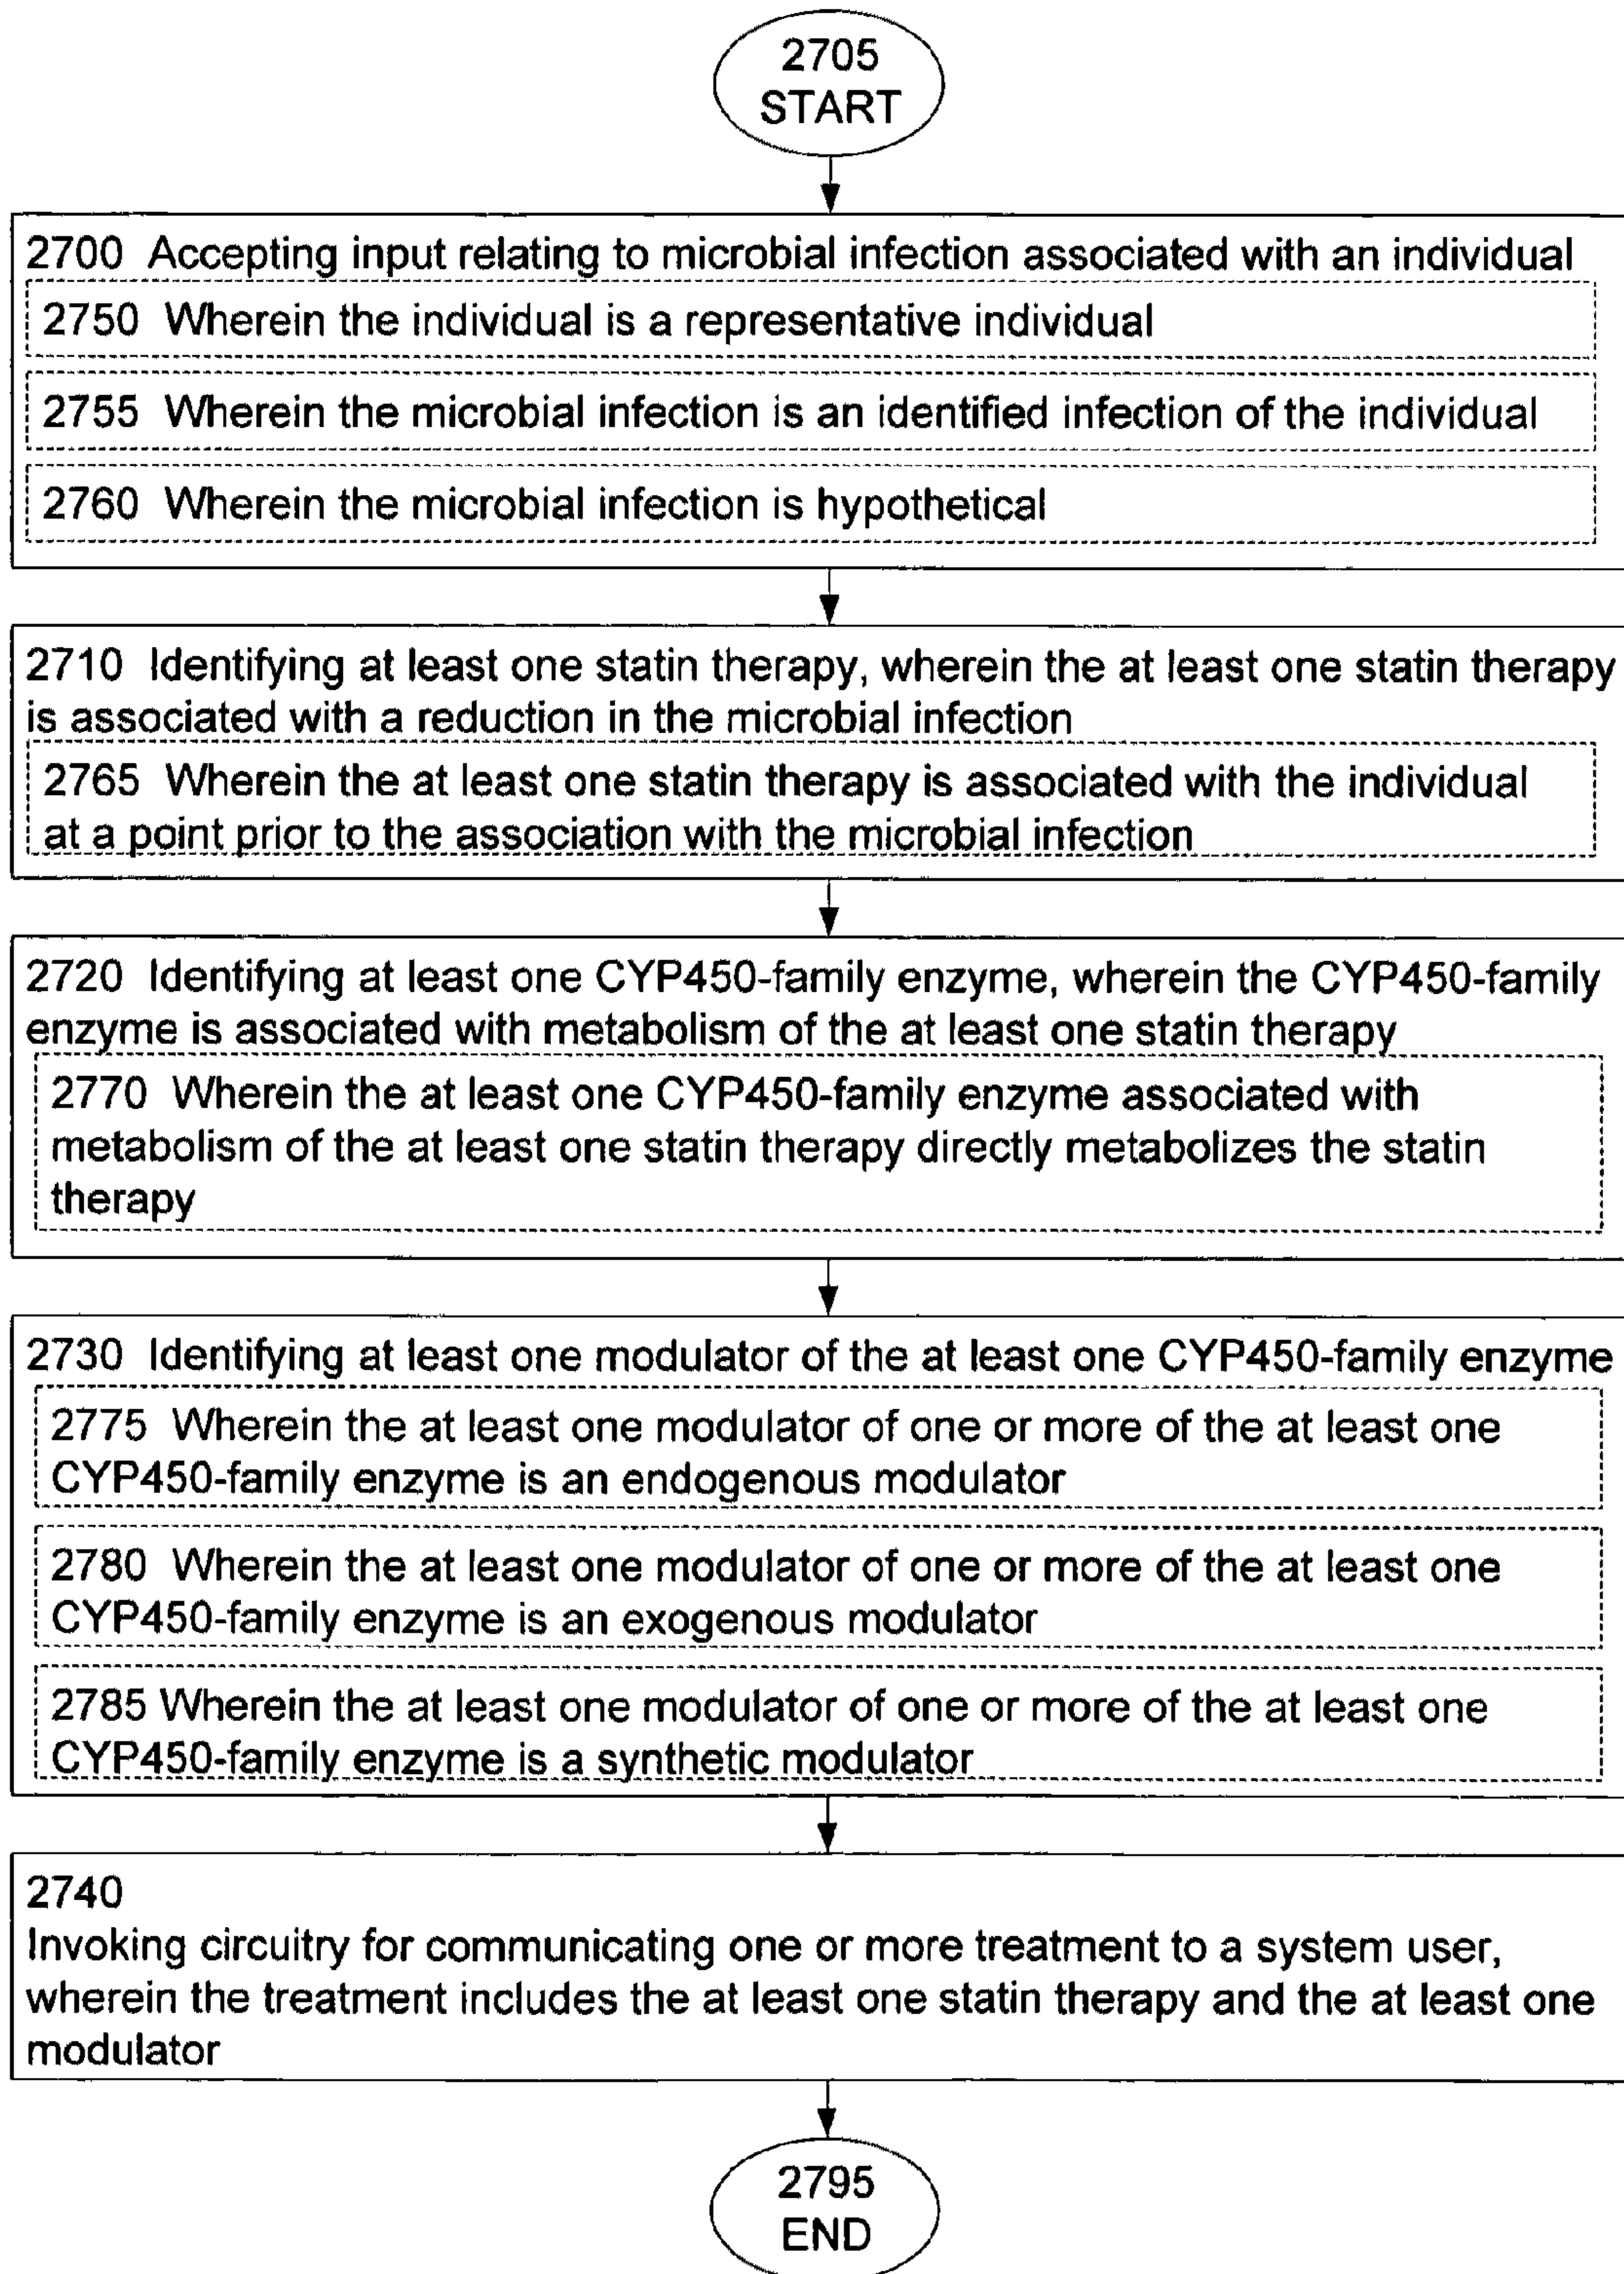 2705
START
2700 Accepting input relating to microbial infection associated with an individual
2750 Wherein the individual is a representative individual
2755 Wherein the microbial infection is an identified infection of the individual
2760 Wherein the microbial infection is hypothetical
2710 Identifying at least one statin therapy, wherein the at least one statin therapy
is associated with a reduction in the microbial infection
2765 Wherein the at least one statin therapy is associated with the individual
at a point prior to the association with the microbial infection
2720 Identifying at least one CYP450-family enzyme, wherein the CYP450-family
enzyme is associated with metabolism of the at least one statin therapy
2770 Wherein the at least one CYP450-family enzyme associated with
metabolism of the at least one statin therapy directly metabolizes the statin
therapy
2730 Identifying at least one modulator of the at least one CYP450-family enzyme
2775 Wherein the at least one modulator of one or more of the at least one
CYP450-family enzyme is an endogenous modulator
2780 Wherein the at least one modulator of one or more of the at least one
CYP450-family enzyme is an exogenous modulator
2785 Wherein the at least one modulator of one or more of the at least one
CYP450-family enzyme is a synthetic modulator
2740
Invoking circuitry for communicating one or more treatment to a system user,
wherein the treatment includes the at least one statin therapy and the at least one
modulator
2795
END